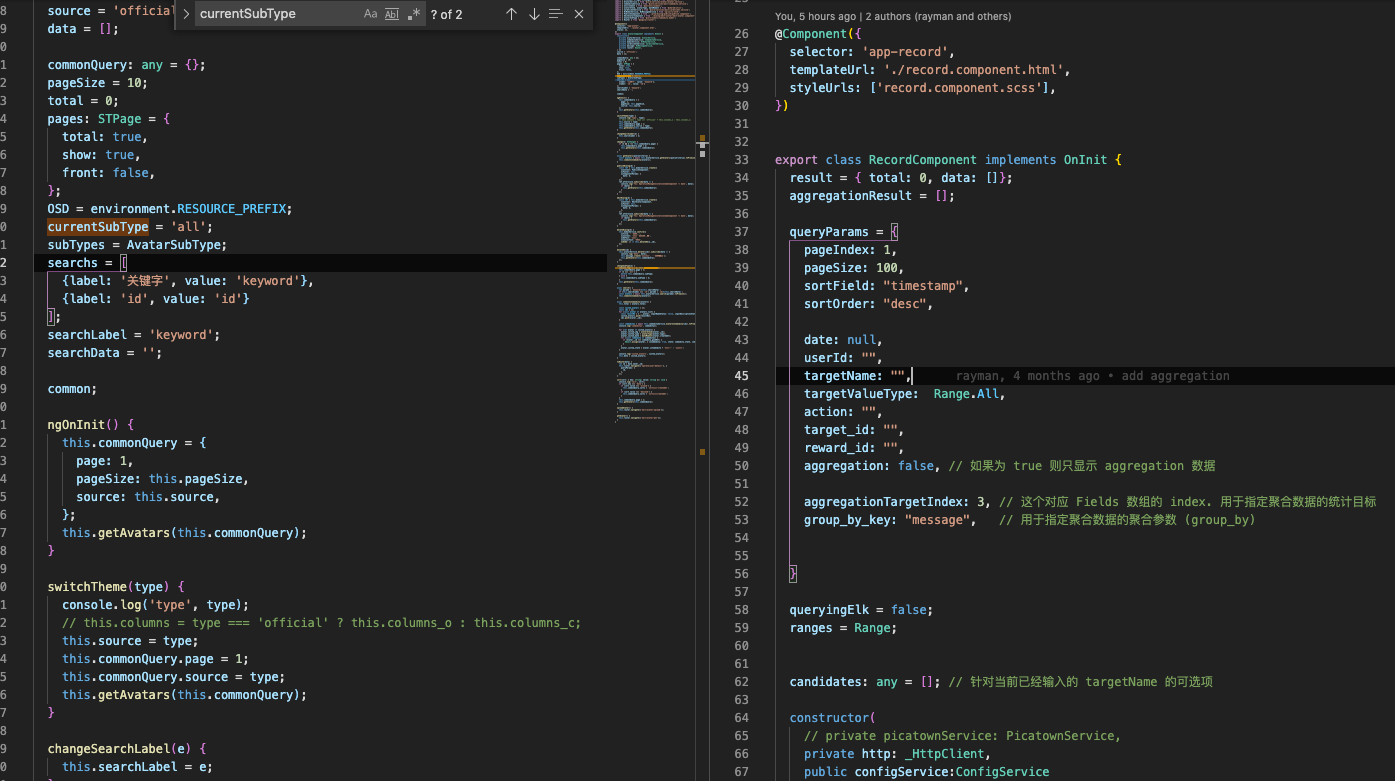 currentSubType
Aa
Abl
.*
? of 2
8 source = 'official
9 data = [];
0
1 commonQuery: any = {};
2 pageSize = 10;
3 total = 0;
4 pages: STPage = {
5 total: true,
6 show: true,
7 front: false,
8 };
9 OSD = environment.RESOURCE_PREFIX;
0 currentSubType = 'all';
1 subTypes = AvatarSubType;
2 searchs = [
3 {label: '关键字', value: 'keyword'},
4 {label: 'id', value: 'id'}
5 ];
6 searchLabel = 'keyword';
7 searchData = '';
8
9 common;
0
1 ngOnInit() {
2 this.commonQuery = {
3 page: 1,
4 pageSize: this.pageSize,
5 source: this.source,
6 };
7 this.getAvatars(this.commonQuery);
8 }
9
0 switchTheme(type) {
1 console.log('type', type);
2 // this.columns = type === 'official' ? this.columns_o : this.columns_c;
3 this.source = type;
4 this.commonQuery.page = 1;
5 this.commonQuery.source = type;
6 this.getAvatars(this.commonQuery);
7 }
8
9 changeSearchLabel(e) {
0 this.searchLabel = e;
You, 5 hours ago | 2 authors (rayman and others)
26 @Component({
27 selector: 'app-record',
28 templateUrl: './record.component.html',
29 styleUrls: ['record.component.scss'],
30 })
31
32
33 export class RecordComponent implements OnInit {
34 result = { total: 0, data: []};
35 aggregationResult = [];
36
37 queryParams = {
38 pageIndex: 1,
39 pageSize: 100,
40 sortField: "timestamp",
41 sortOrder: "desc",
42
43 date: null,
44 userId: "",
45 targetName: "", rayman, 4 months ago • add aggregation
46 targetValueType: Range.All,
47 action: "",
48 target_id: "",
49 reward_id: "",
50 aggregation: false, // 如果为 true 则只显示 aggregation 数据
51
52 aggregationTargetIndex: 3, // 这个对应 Fields 数组的 index. 用于指定聚合数据的统计目标
53 group_by_key: "message", // 用于指定聚合数据的聚合参数 (group_by)
54
55
56 }
57
58 queryingElk = false;
59 ranges = Range;
60
61
62 candidates: any = []; // 针对当前已经输入的 targetName 的可选项
63
64 constructor(
65 // private picatownService: PicatownService,
66 private http: _HttpClient,
67 public configService:ConfigService